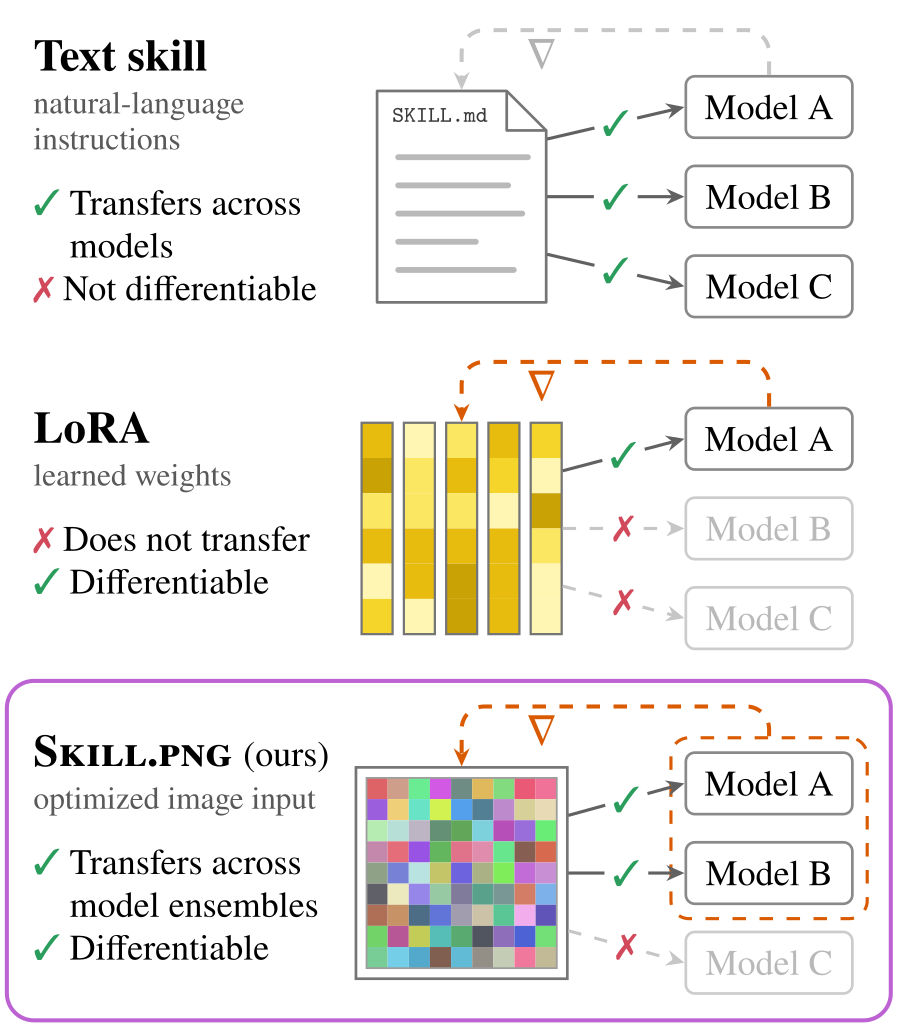 Text skill
natural-language
instructions
✓ Transfers across
models
✗ Not differentiable
∇
SKILL.md
✓
✓
✓
Model A
Model B
Model C
LoRA
learned weights
✗ Does not transfer
✓ Differentiable
∇
✓
✗
✗
Model A
Model B
Model C
SKILL.PNG (ours)
optimized image input
✓ Transfers across
model ensembles
✓ Differentiable
∇
✓
✓
✗
Model A
Model B
Model C